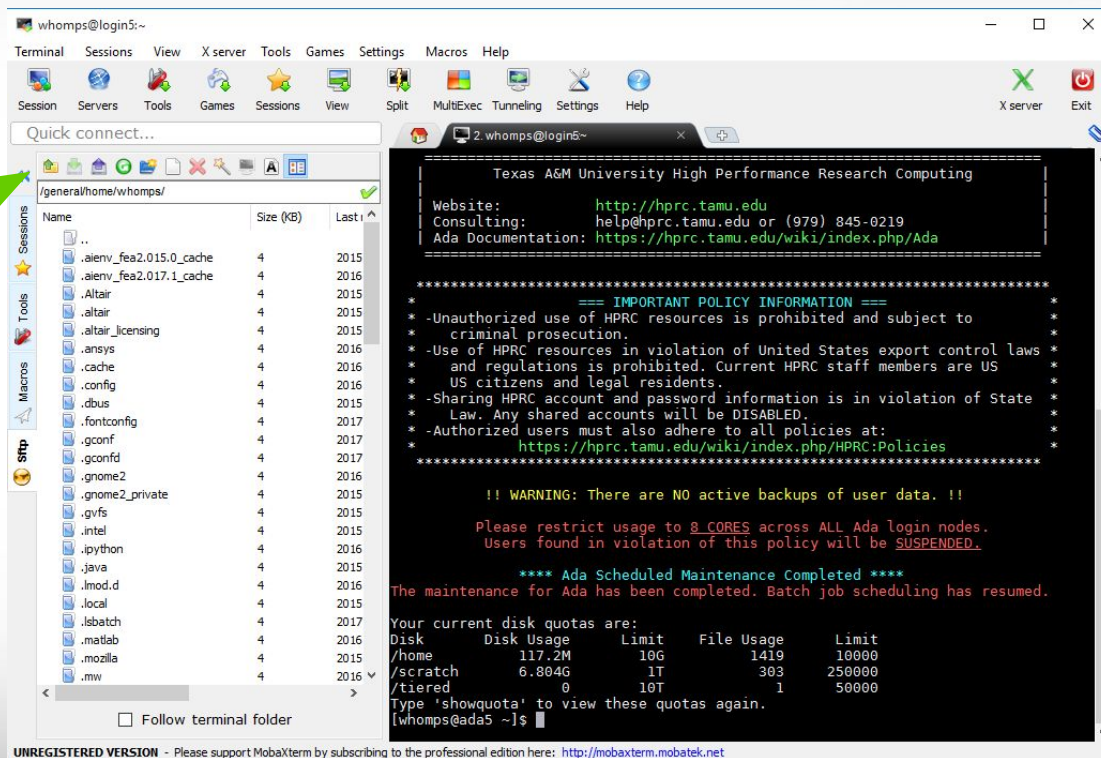 whomps@login5:~
Terminal Sessions View X server Tools Games Settings Macros Help
Session Servers Tools Games Sessions View Split MultiExec Tunneling Settings Help X server Exit
Quick connect...
2. whomps@login5:~
/general/home/whomps/
Name Size (KB)
..
.aienv_fea2.015.0_cache 4 2015
.aienv_fea2.017.1_cache 4 2016
.Altair 4 2015
.altair 4 2015
.altair_licensing 4 2015
.ansys 4 2016
.cache 4 2016
.config 4 2016
.dbus 4 2015
.fontconfig 4 2017
.gconf 4 2017
.gconfd 4 2017
.gnome2 4 2016
.gnome2_private 4 2015
.gvfs 4 2015
.intel 4 2015
.ipython 4 2016
.java 4 2015
.lmod.d 4 2016
.local 4 2015
.lsbatch 4 2017
.matlab 4 2016
.mozilla 4 2015
.mw 4 2016
Follow terminal folder
Sessions
Tools
Macros
Sftp
================================================================
| Texas A&M University High Performance Research Computing |
| |
| Website: http://hprc.tamu.edu |
| Consulting: help@hprc.tamu.edu or (979) 845-0219 |
| Ada Documentation: https://hprc.tamu.edu/wiki/index.php/Ada |
================================================================
****************************************************************
* === IMPORTANT POLICY INFORMATION === *
* -Unauthorized use of HPRC resources is prohibited and subject to *
* criminal prosecution. *
* -Use of HPRC resources in violation of United States export control laws *
* and regulations is prohibited. Current HPRC staff members are US *
* US citizens and legal residents. *
* -Sharing HPRC account and password information is in violation of State *
* Law. Any shared accounts will be DISABLED. *
* -Authorized users must also adhere to all policies at: *
* https://hprc.tamu.edu/wiki/index.php/HPRC:Policies *
****************************************************************
!! WARNING: There are NO active backups of user data. !!
Please restrict usage to 8 CORES across ALL Ada login nodes.
Users found in violation of this policy will be SUSPENDED.
**** Ada Scheduled Maintenance Completed ****
The maintenance for Ada has been completed. Batch job scheduling has resumed.
Your current disk quotas are:
Disk Disk Usage Limit File Usage Limit
/home 117.2M 10G 1419 10000
/scratch 6.804G 1T 303 250000
/tiered 0 10T 1 50000
Type 'showquota' to view these quotas again.
[whomps@ada5 ~]$
UNREGISTERED VERSION - Please support MobaXterm by subscribing to the professional edition here: http://mobaxterm.mobatek.net